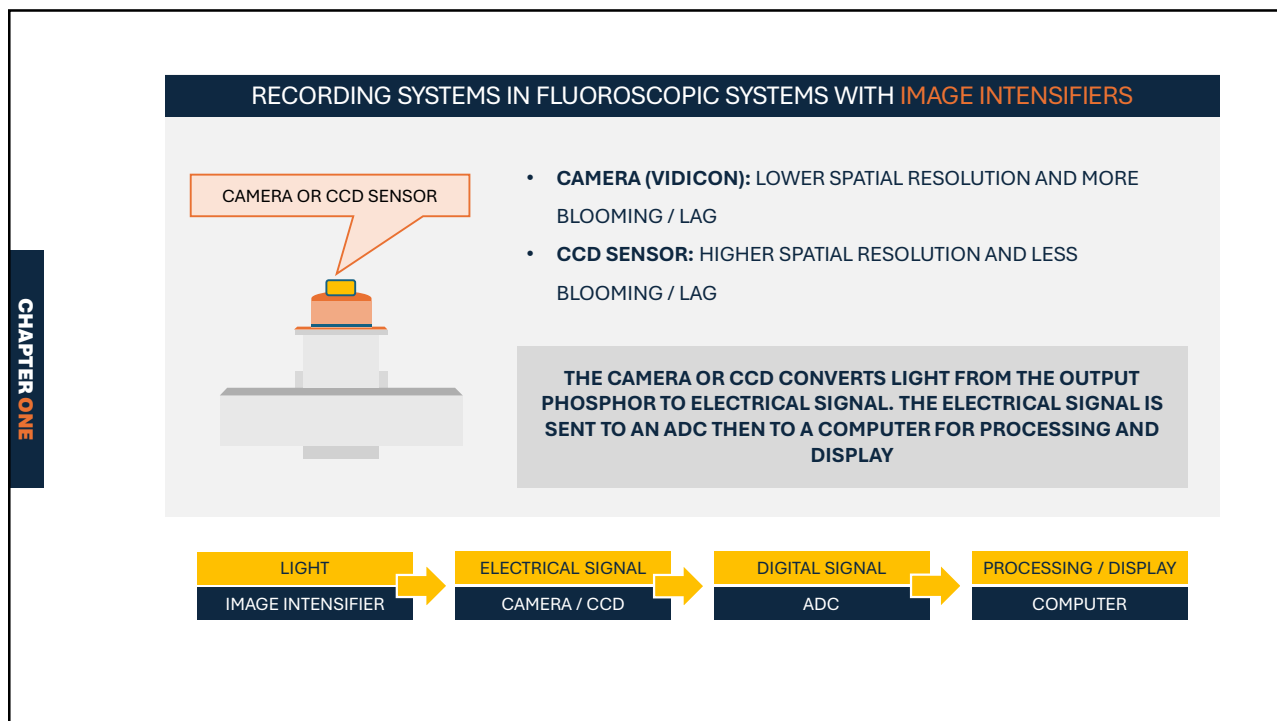 RECORDING SYSTEMS IN FLUOROSCOPIC SYSTEMS WITH IMAGE INTENSIFIERS
CAMERA OR CCD SENSOR
• CAMERA (VIDICON): LOWER SPATIAL RESOLUTION AND MORE
BLOOMING / LAG
• CCD SENSOR: HIGHER SPATIAL RESOLUTION AND LESS
BLOOMING / LAG
THE CAMERA OR CCD CONVERTS LIGHT FROM THE OUTPUT
PHOSPHOR TO ELECTRICAL SIGNAL. THE ELECTRICAL SIGNAL IS
SENT TO AN ADC THEN TO A COMPUTER FOR PROCESSING AND
DISPLAY
CHAPTER ONE
LIGHT
IMAGE INTENSIFIER
ELECTRICAL SIGNAL
CAMERA / CCD
DIGITAL SIGNAL
ADC
PROCESSING / DISPLAY
COMPUTER